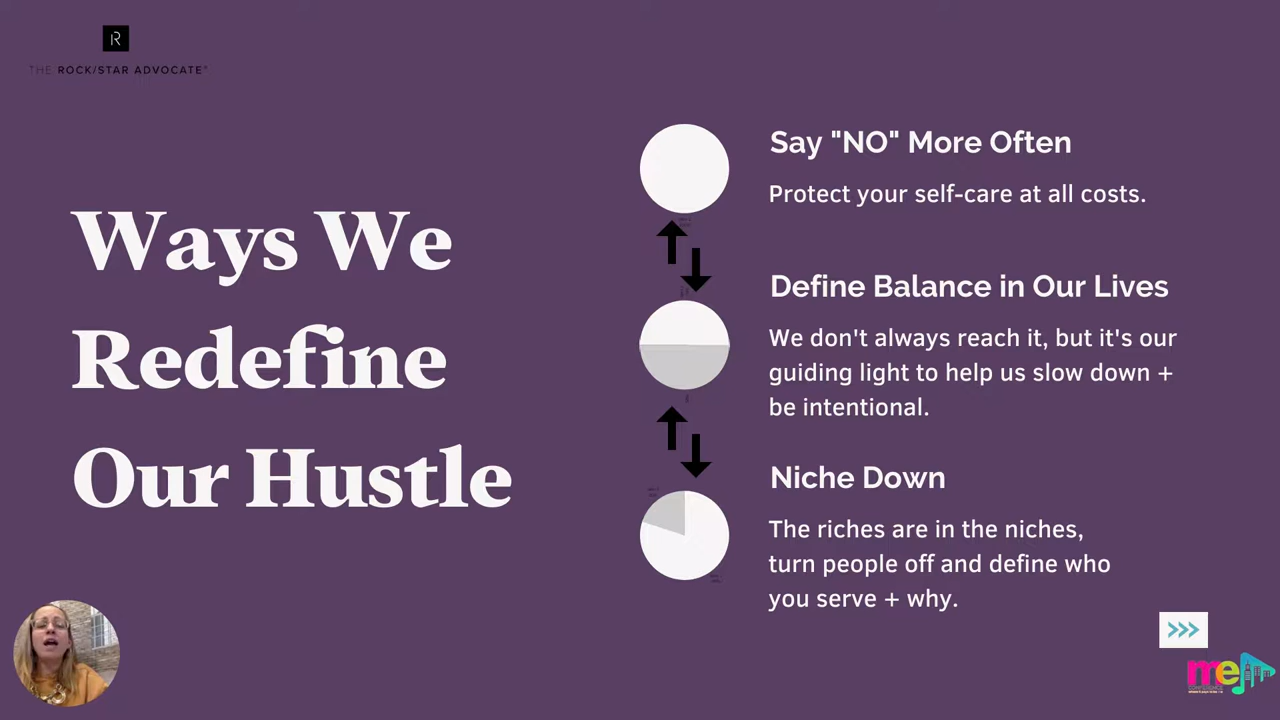 R
THE ROCK/STAR ADVOCATE®
Ways We
Redefine
Our Hustle
Say "NO" More Often
Protect your self-care at all costs.
Define Balance in Our Lives
We don't always reach it, but it's our
guiding light to help us slow down +
be intentional.
Niche Down
The riches are in the niches,
turn people off and define who
you serve + why.
>>>
me